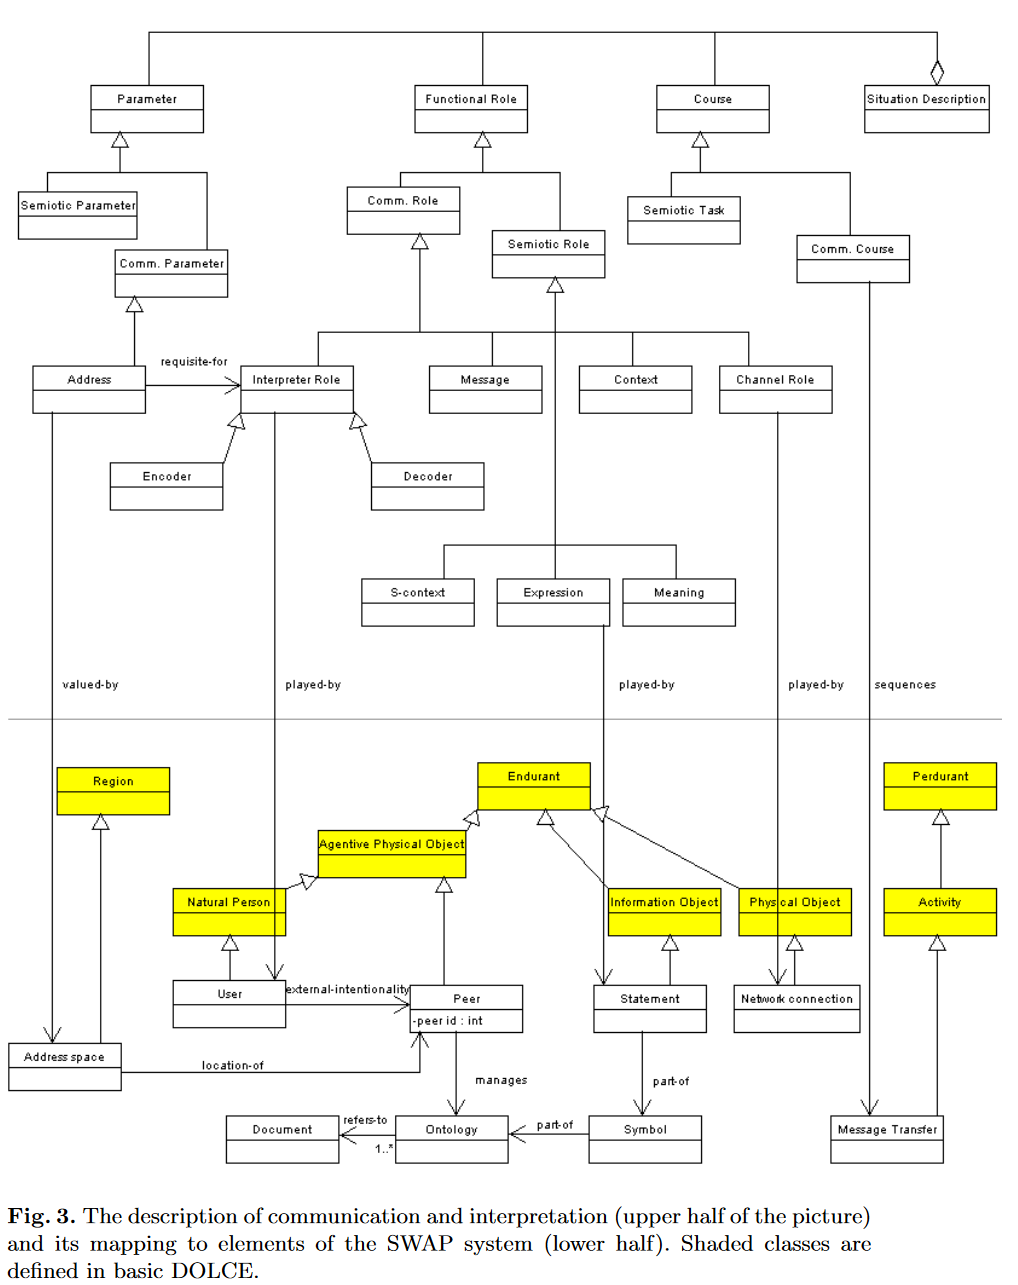 Parameter
Functional Role
Course
Situation Description
Semiotic Parameter
Comm. Role
Semiotic Task
Semiotic Role
Comm. Course
Comm. Parameter
requisite-for
Address
Interpreter Role
Message
Context
Channel Role
Encoder
Decoder
S-context
Expression
Meaning
valued-by
played-by
played-by
played-by
sequences
Region
Endurant
Perdurant
Agentive Physical Object
Natural Person
Information Object
Physical Object
Activity
User
external-intentionality
Peer
-peer id : int
Statement
Network connection
Address space
location-of
manages
part-of
Document
refers-to
1..*
Ontology
part-of
Symbol
Message Transfer
Fig. 3. The description of communication and interpretation (upper half of the picture)
and its mapping to elements of the SWAP system (lower half). Shaded classes are
defined in basic DOLCE.